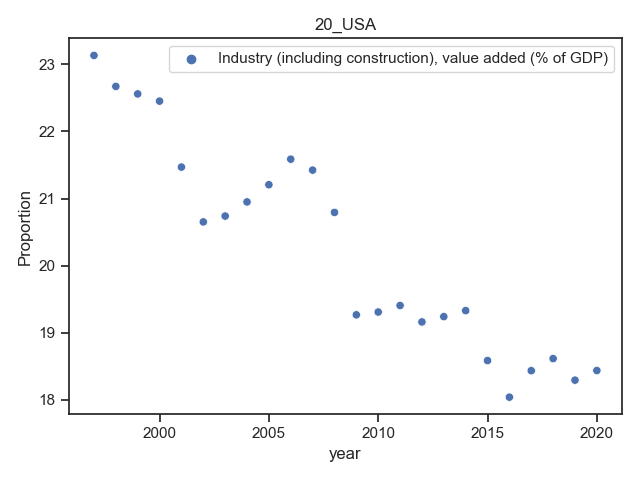 20_USA
Industry (including construction), value added (% of GDP)
Proportion
23
22
21
20
19
18
2000 2005 2010 2015 2020
year